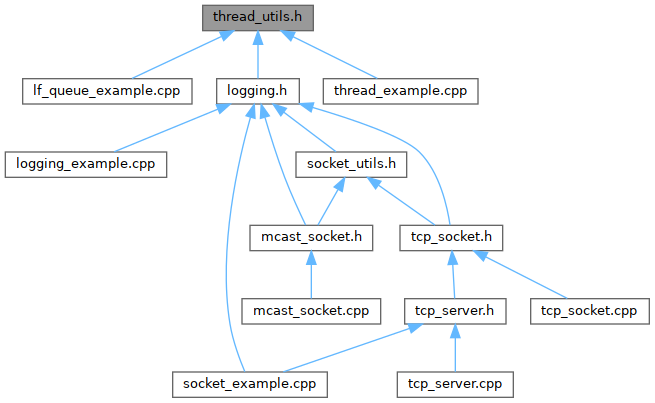 thread_utils.h
lf_queue_example.cpp
logging.h
thread_example.cpp
logging_example.cpp
socket_utils.h
mcast_socket.h
tcp_socket.h
mcast_socket.cpp
tcp_server.h
tcp_socket.cpp
socket_example.cpp
tcp_server.cpp